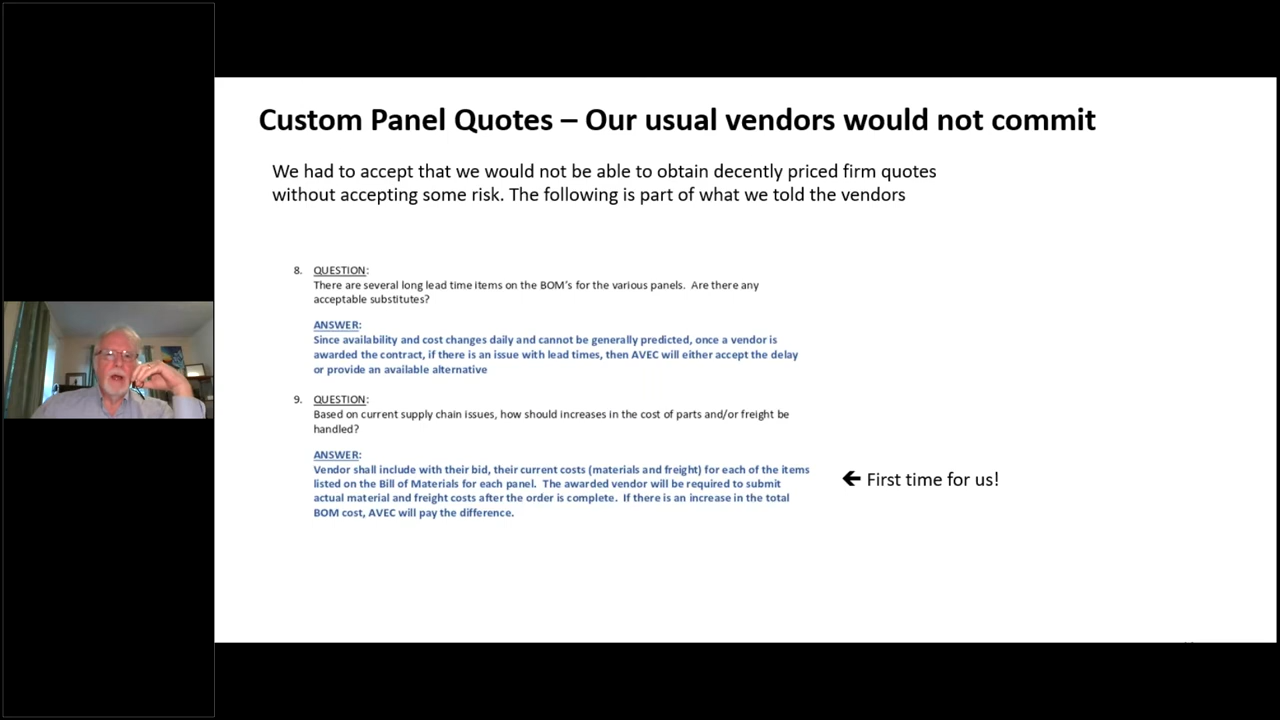 Custom Panel Quotes – Our usual vendors would not commit
We had to accept that we would not be able to obtain decently priced firm quotes
without accepting some risk. The following is part of what we told the vendors
8. QUESTION:
There are several long lead time items on the BOM's for the various panels. Are there any
acceptable substitutes?
ANSWER:
Since availability and cost changes daily and cannot be generally predicted, once a vendor is
awarded the contract, if there is an issue with lead times, then AVEC will either accept the delay
or provide an available alternative
9. QUESTION:
Based on current supply chain issues, how should increases in the cost of parts and/or freight be
handled?
ANSWER:
Vendor shall include with their bid, their current costs (materials and freight) for each of the items
listed on the Bill of Materials for each panel. The awarded vendor will be required to submit
actual material and freight costs after the order is complete. If there is an increase in the total
BOM cost, AVEC will pay the difference.
← First time for us!